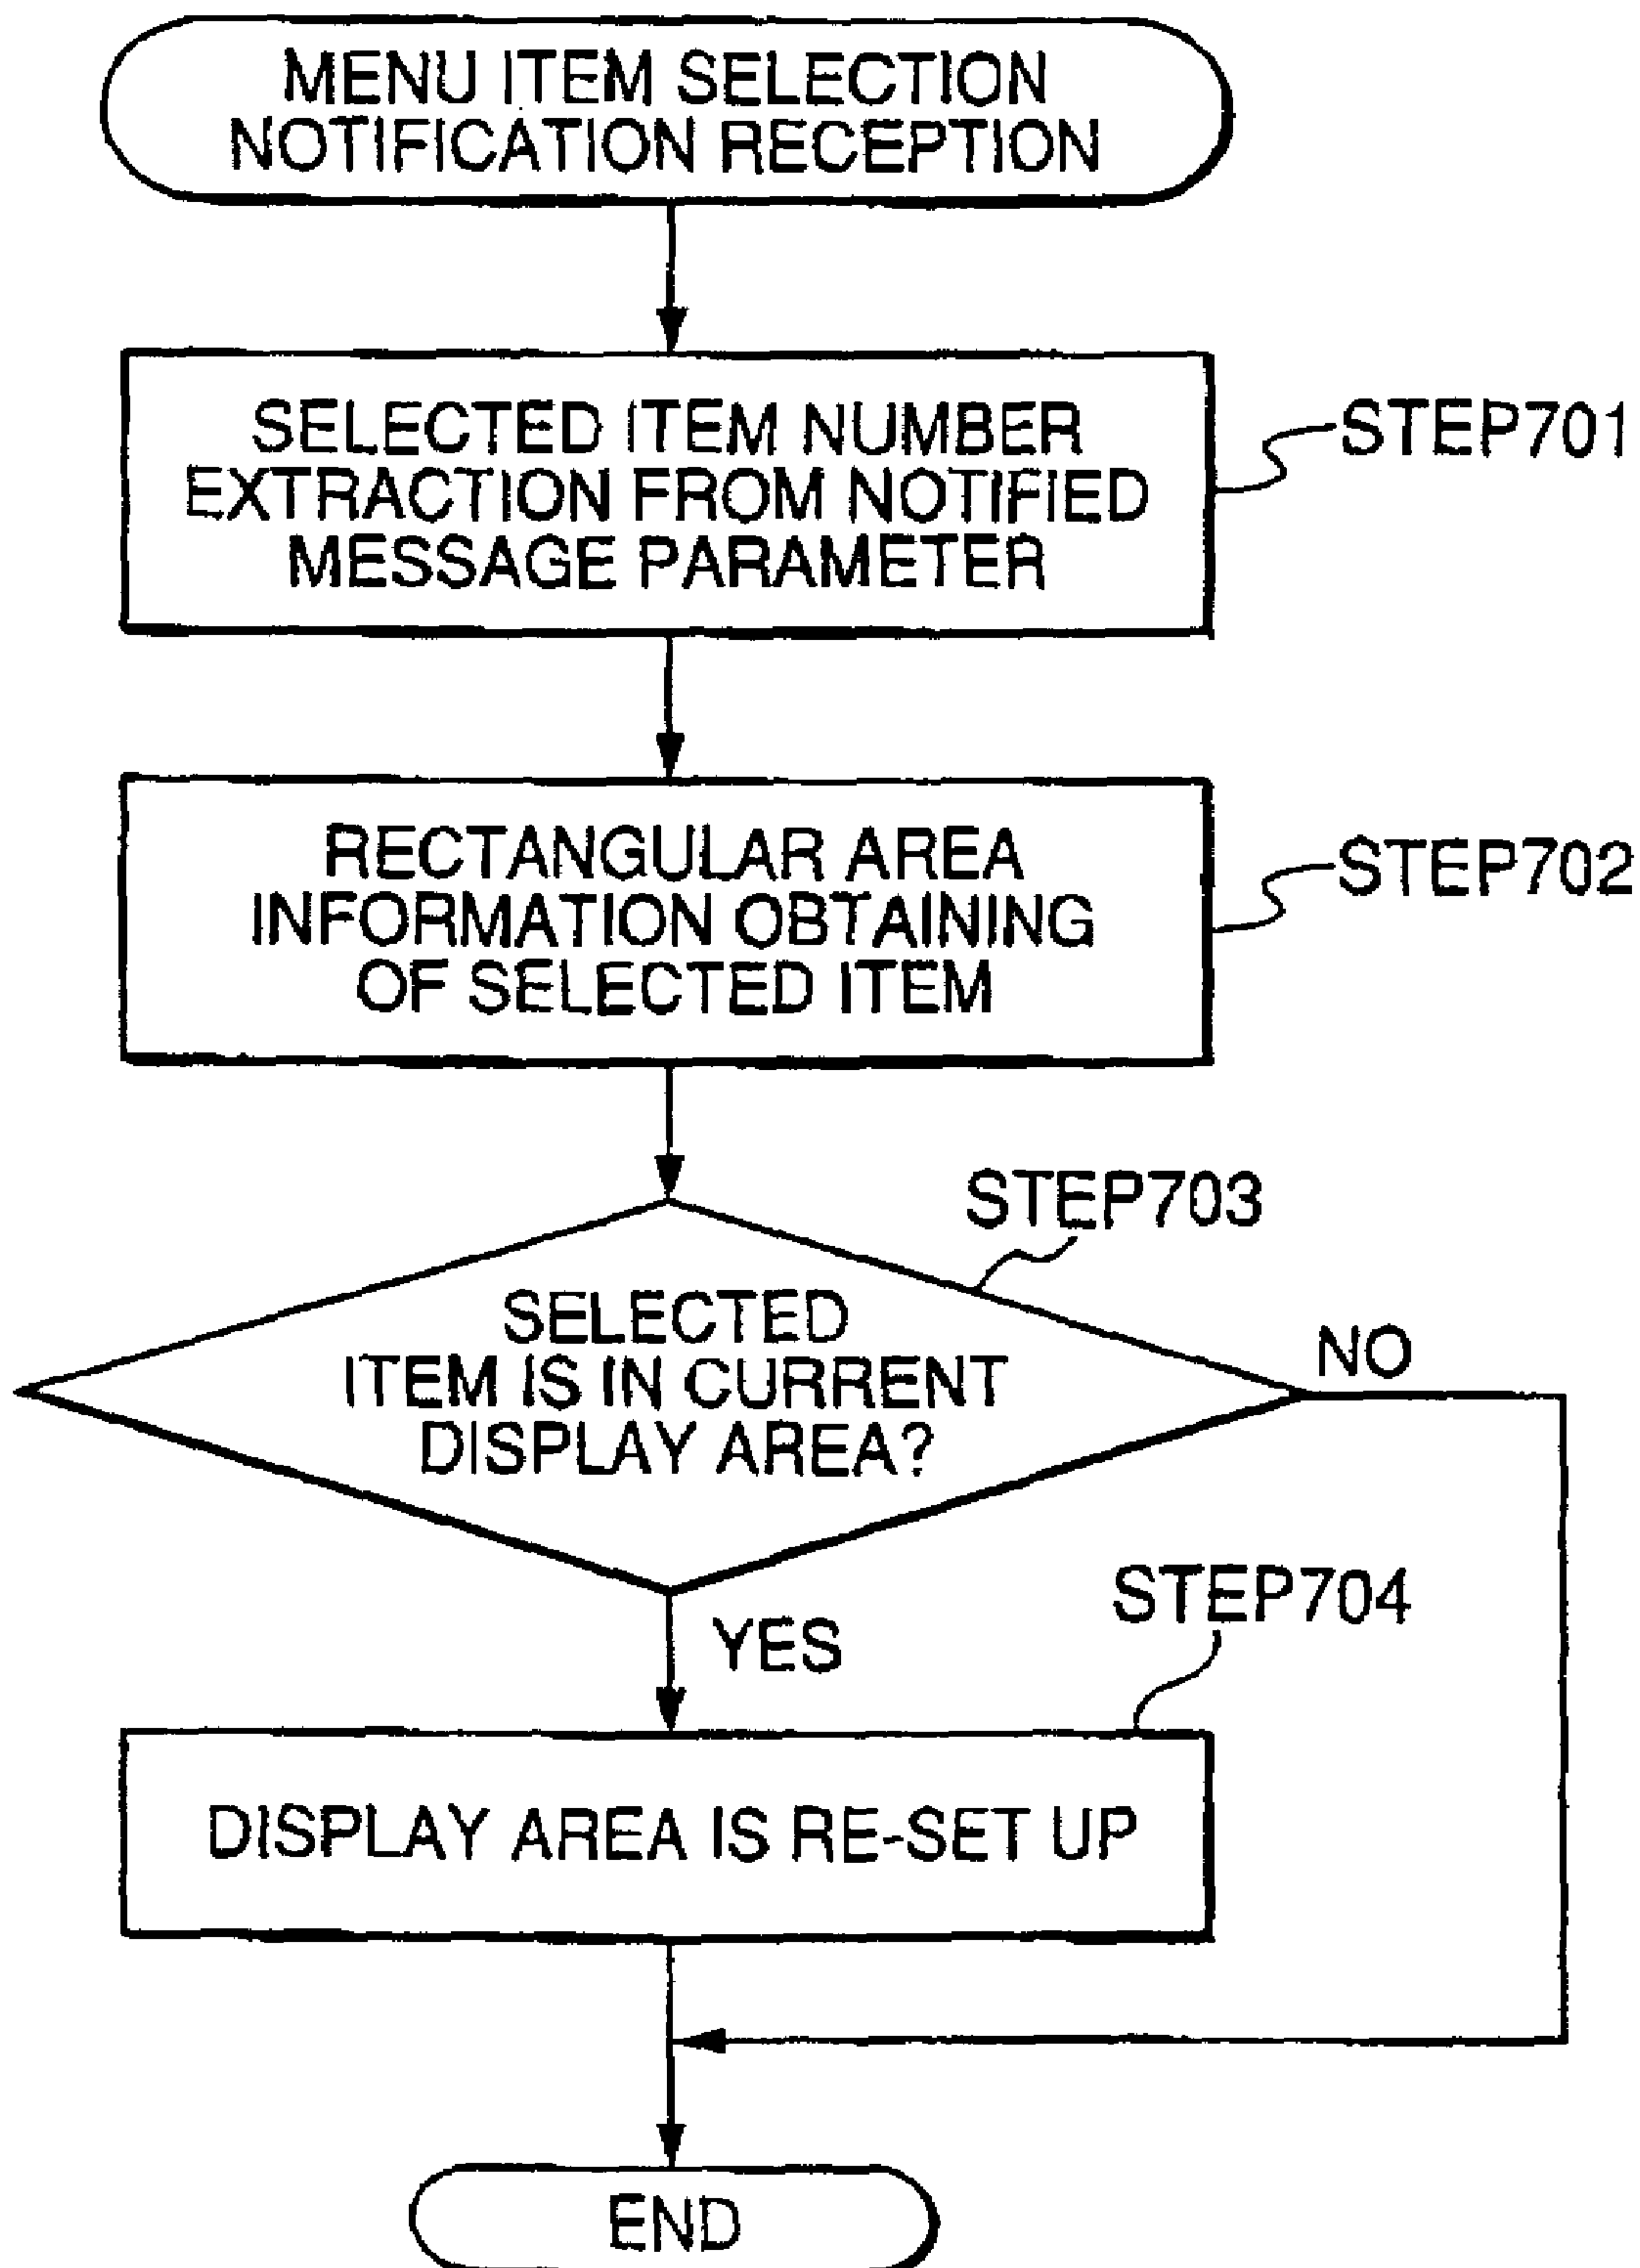 MENU ITEM SELECTION
NOTIFICATION RECEPTION
SELECTED ITEM NUMBER
EXTRACTION FROM NOTIFIED
MESSAGE PARAMETER
STEP701
RECTANGULAR AREA
INFORMATION OBTAINING
OF SELECTED ITEM
STEP702
STEP703
SELECTED
ITEM IS IN CURRENT
DISPLAY AREA?
NO
YES
STEP704
DISPLAY AREA IS RE-SET UP
END